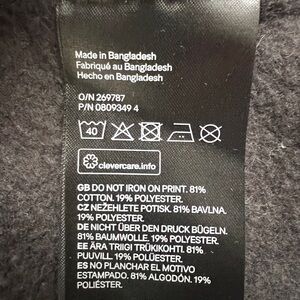 Made in Bangladesh
Fabriqué au Bangladesh
Hecho en Bangladesh
O/N 269787
P/N 0809349 4
40
clevercare.info
GB DO NOT IRON ON PRINT. 81%
COTTON. 19% POLYESTER.
CZ NEŽEHLETE POTISK. 81% BAVLNA.
19% POLYESTER.
DE NICHT ÜBER DEN DRUCK BÜGELN.
81% BAUMWOLLE. 19% POLYESTER.
EE ÄRA TRIIGI TRÜKIKOHTI. 81%
PUUVILL. 19% POLÜESTER.
ES NO PLANCHAR EL MOTIVO
ESTAMPADO. 81% ALGODÓN. 19%
POLIÉSTER.